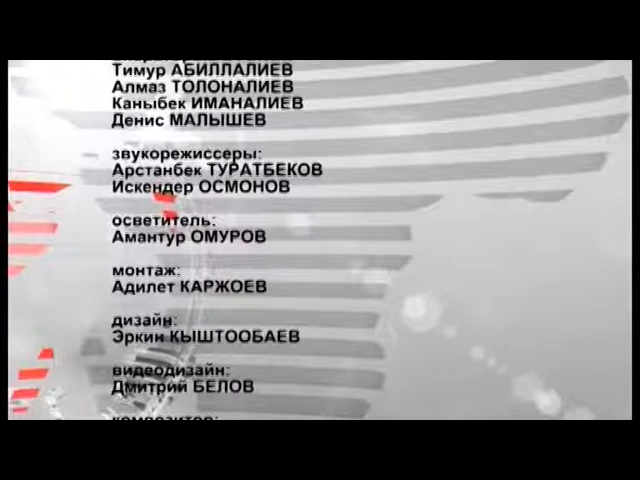 Тимур АБИЛЛАЛИЕВ
Алмаз ТОЛОНАЛИЕВ
Каныбек ИМАНАЛИЕВ
Денис МАЛЫШЕВ
звукорежиссеры:
Арстанбек ТУРАТБЕКОВ
Искендер ОСМОНОВ
осветитель:
Амантур ОМУРОВ
монтаж:
Адилет КАРЖОЕВ
дизайн:
Эркин КЫШТООБАЕВ
видеодизайн:
Дмитрий БЕЛОВ
композитор: